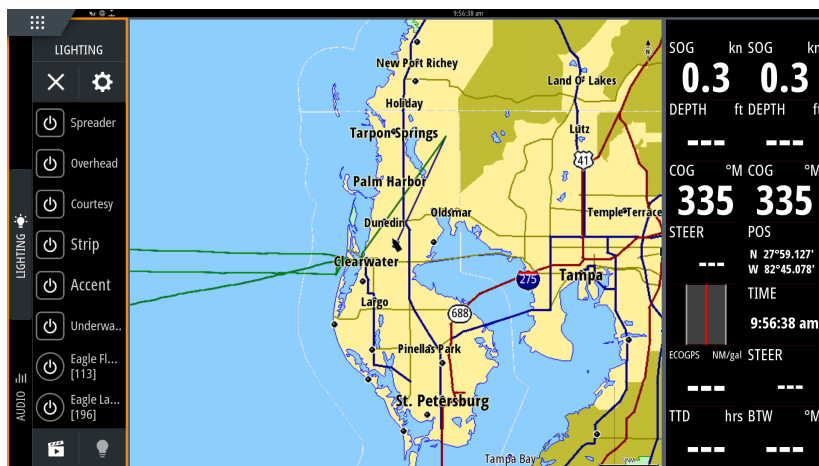 9:56:38 am
LIGHTING
Spreader
Overhead
Courtesy
Strip
Accent
Underwa...
Eagle Fl...
[113]
Eagle La...
[196]
LIGHTING
AUDIO
New Port Richey
Land O' Lakes
Holiday
Tarpon Springs
Lutz
41
Palm Harbor
Dunedin
Oldsmar
Temple Terrace
Clearwater
275
Tampa
Largo
688
Pinellas Park
St. Petersburg
Tampa Bay
N
SOG kn SOG kn
0.3 0.3
DEPTH ft DEPTH ft
--- ---
COG °M COG °M
335 335
STEER POS
--- N 27°59.127'
W 82°45.078'
TIME
9:56:38 am
ECOGPS NM/gal STEER
--- ---
TTD hrs BTW °M
--- ---